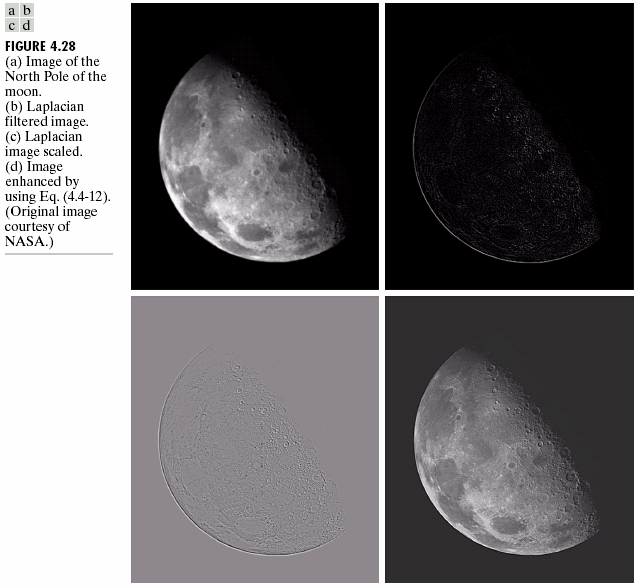 a b
c d
FIGURE 4.28
(a) Image of the
North Pole of the
moon.
(b) Laplacian
filtered image.
(c) Laplacian
image scaled.
(d) Image
enhanced by
using Eq. (4.4-12).
(Original image
courtesy of
NASA.)